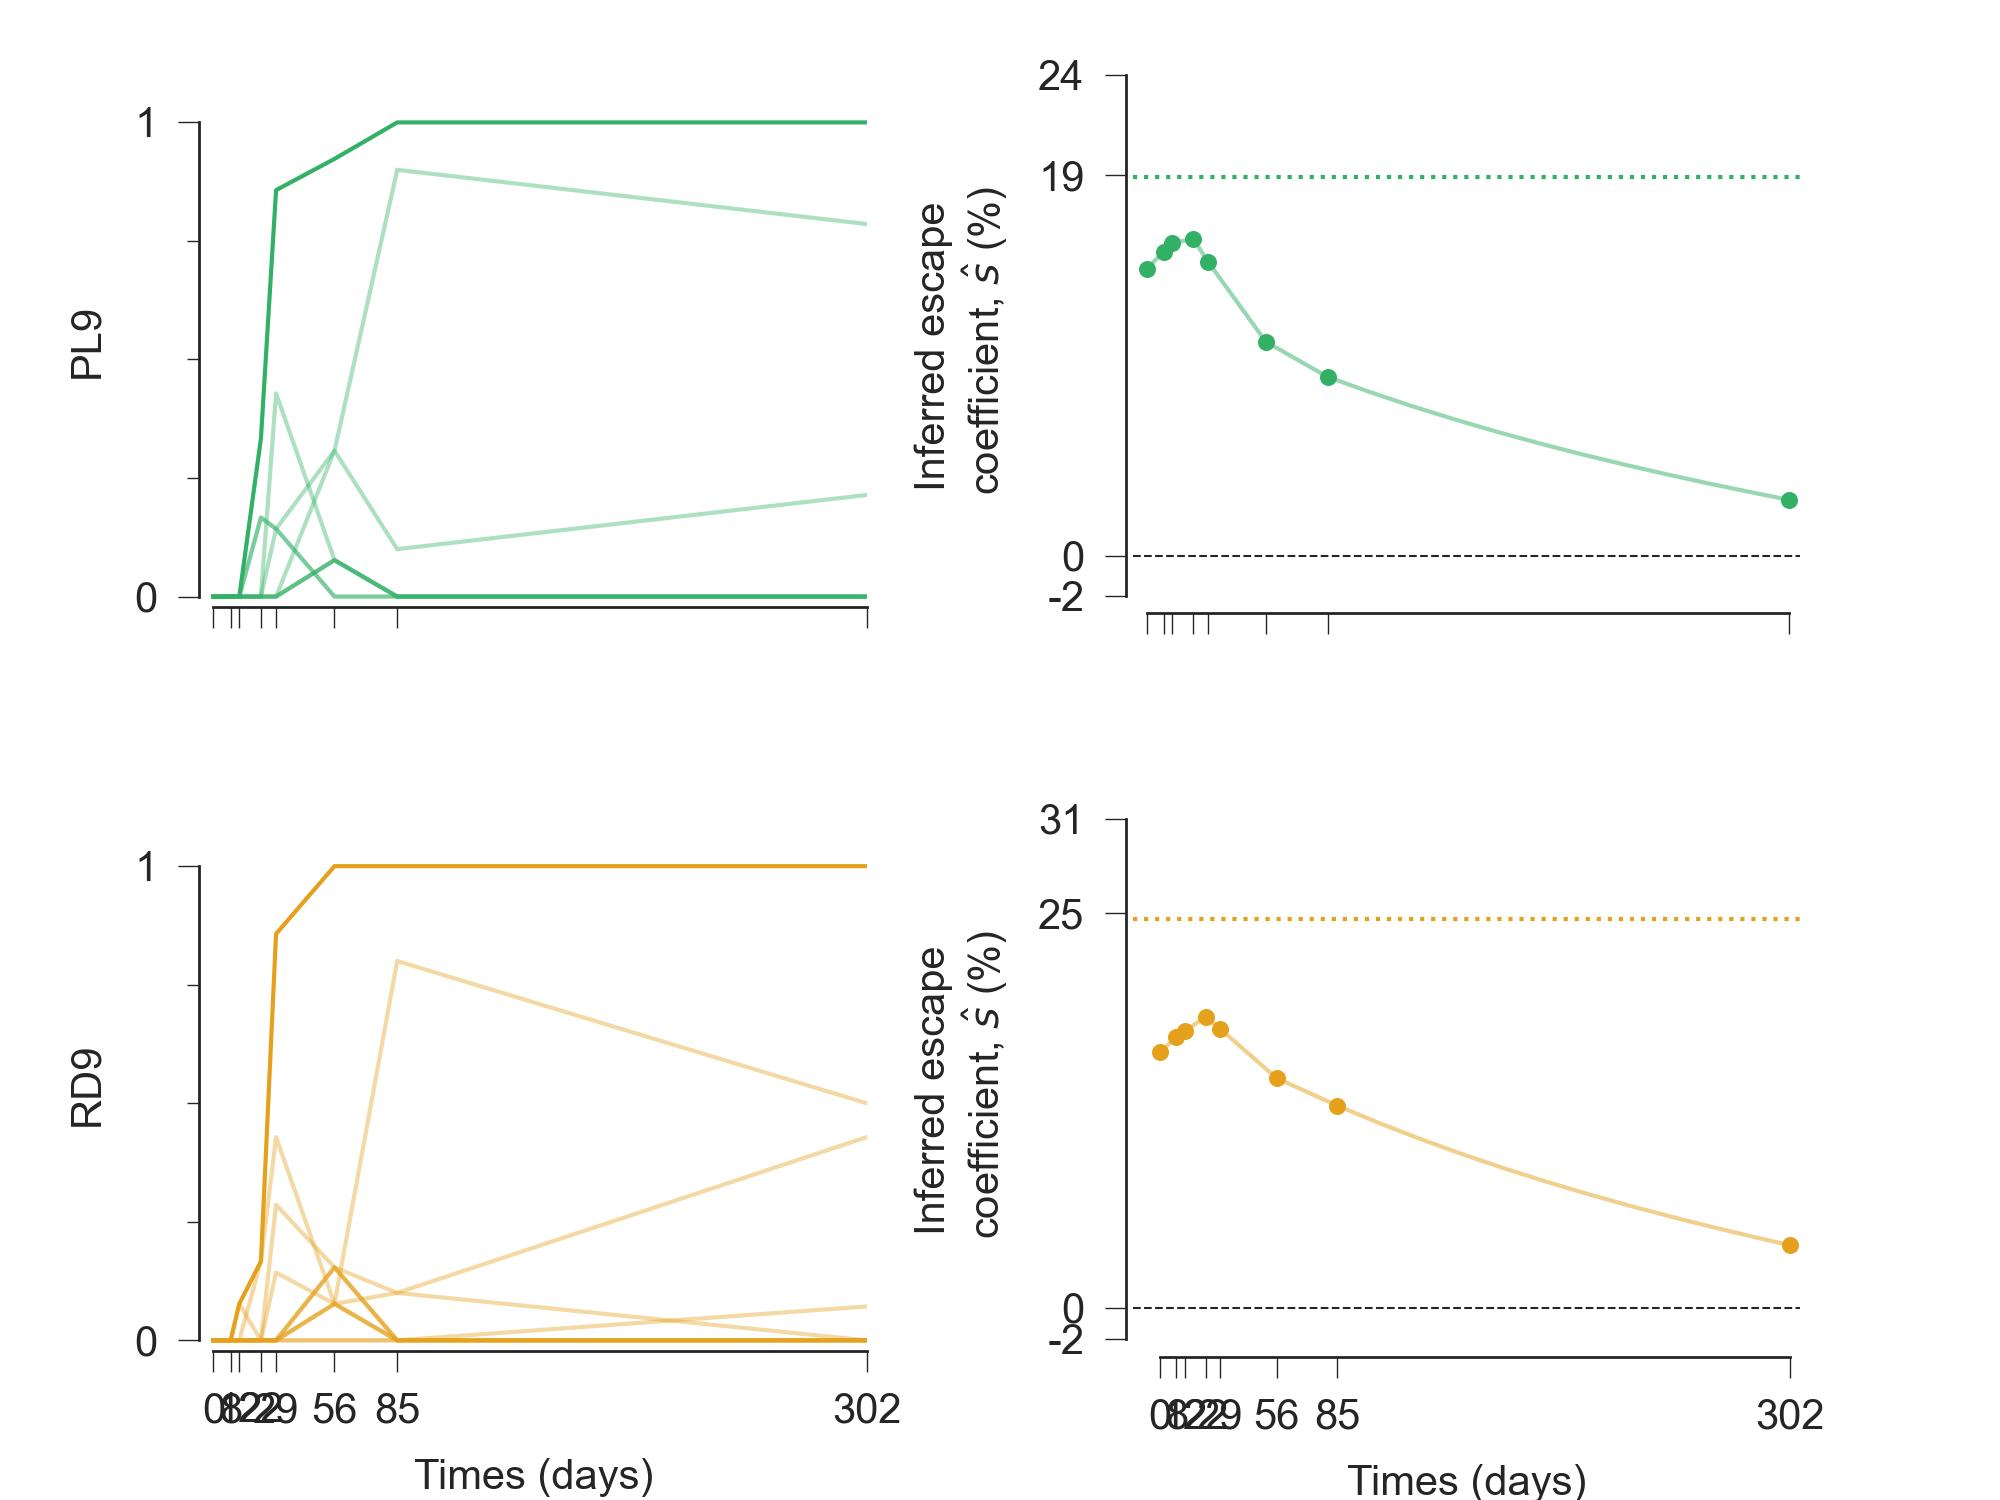 24
1
19
PL9
Inferred escape
coefficient, ŝ (%)
0
0
-2
31
1
25
RD9
Inferred escape
coefficient, ŝ (%)
0
0
-2
56 85 302
56 85 302
Times (days)
Times (days)